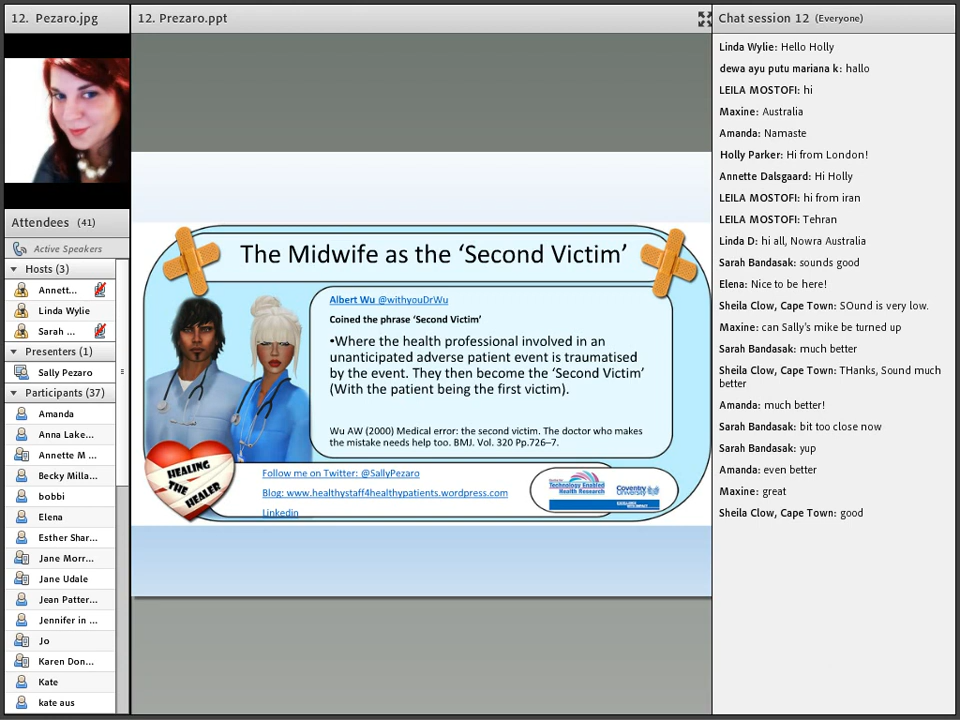 12. Pezaro.jpg
Attendees (41)
Active Speakers
Hosts (3)
Annett...
Linda Wylie
Sarah ...
Presenters (1)
Sally Pezaro
Participants (37)
Amanda
Anna Lake...
Annette M ...
Becky Milla...
bobbi
Elena
Esther Shar...
Jane Morr...
Jane Udale
Jean Patter...
Jennifer in ...
Jo
Karen Don...
Kate
kate aus
12. Prezaro.ppt
The Midwife as the ‘Second Victim’
Albert Wu @withyouDrWu
Coined the phrase ‘Second Victim’
•Where the health professional involved in an
unanticipated adverse patient event is traumatised
by the event. They then become the ‘Second Victim’
(With the patient being the first victim).
Wu AW (2000) Medical error: the second victim. The doctor who makes
the mistake needs help too. BMJ. Vol. 320 Pp.726–7.
HEALING
THE
HEALER
Follow me on Twitter: @SallyPezaro
Blog: www.healthystaff4healthypatients.wordpress.com
Linkedin
Technology Enabled
Health Research
Coventry
University
Chat session 12 (Everyone)
Linda Wylie: Hello Holly
dewa ayu putu mariana k: hallo
LEILA MOSTOFI: hi
Maxine: Australia
Amanda: Namaste
Holly Parker: Hi from London!
Annette Dalsgaard: Hi Holly
LEILA MOSTOFI: hi from iran
LEILA MOSTOFI: Tehran
Linda D: hi all, Nowra Australia
Sarah Bandasak: sounds good
Elena: Nice to be here!
Sheila Clow, Cape Town: SOund is very low.
Maxine: can Sally's mike be turned up
Sarah Bandasak: much better
Sheila Clow, Cape Town: THanks, Sound much
better
Amanda: much better!
Sarah Bandasak: bit too close now
Sarah Bandasak: yup
Amanda: even better
Maxine: great
Sheila Clow, Cape Town: good